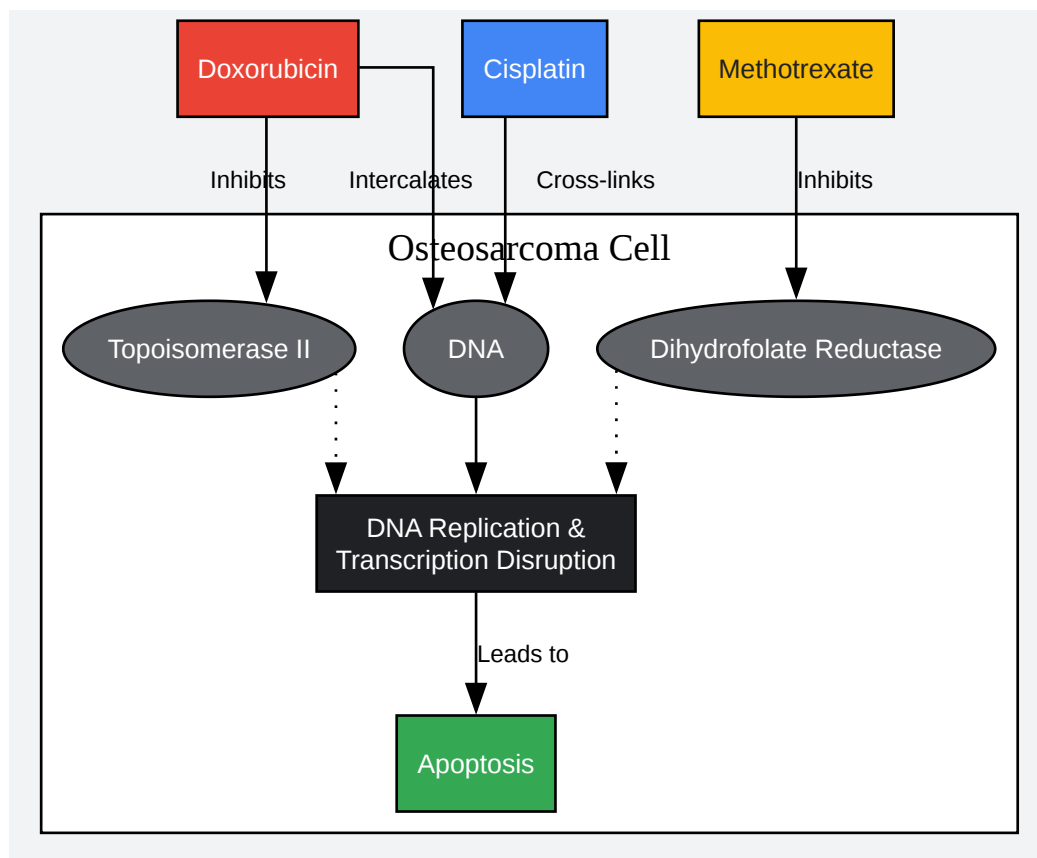 Doxorubicin
Cisplatin
Methotrexate
Inhibits
Intercalates
Cross-links
Inhibits
Osteosarcoma Cell
Topoisomerase II
DNA
Dihydrofolate Reductase
DNA Replication &
Transcription Disruption
Leads to
Apoptosis